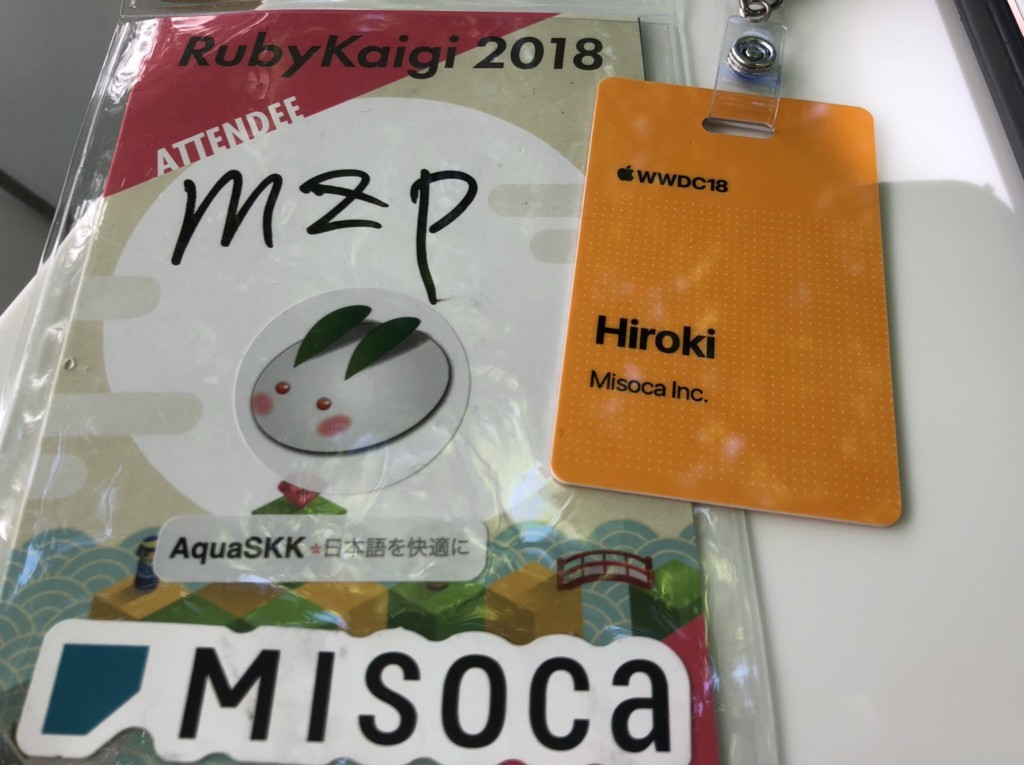 RubyKaigi 2018
ATTENDEE
mzp
AquaSKK *日本語を快適に
MISOCA
WWDC18
Hiroki
Misoca Inc.